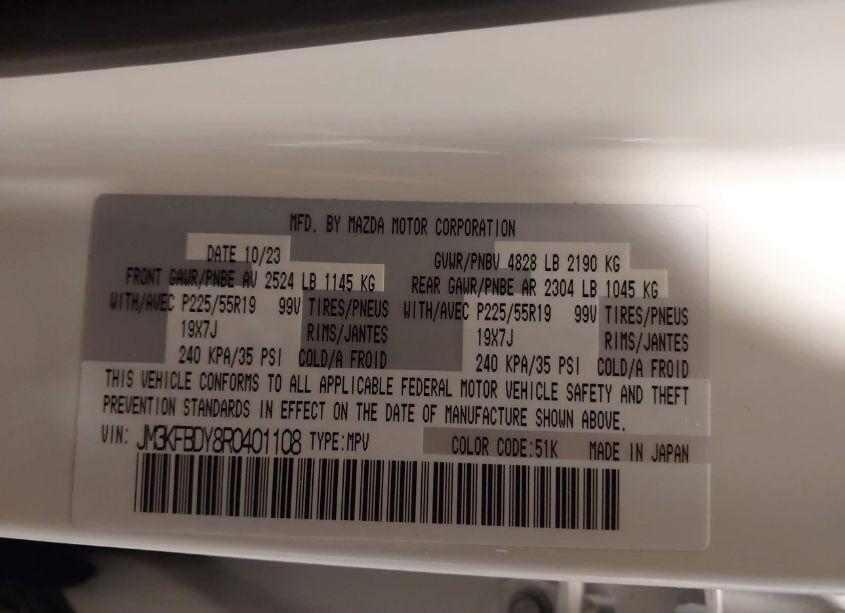 MFD. BY MAZDA MOTOR CORPORATION
DATE 10/23 GVWR/PNBV 4828 LB 2190 KG
FRONT GAWR/PNBE AV 2524 LB 1145 KG REAR GAWR/PNBE AR 2304 LB 1045 KG
WITH/AVEC P225/55R19 99V TIRES/PNEUS WITH/AVEC P225/55R19 99V TIRES/PNEUS
19X7J RIMS/JANTES 19X7J RIMS/JANTES
240 KPA/35 PSI COLD/A FROID 240 KPA/35 PSI COLD/A FROID
THIS VEHICLE CONFORMS TO ALL APPLICABLE FEDERAL MOTOR VEHICLE SAFETY AND THEFT
PREVENTION STANDARDS IN EFFECT ON THE DATE OF MANUFACTURE SHOWN ABOVE.
VIN: JM3KFBDY8R0401108 TYPE:MPV COLOR CODE:51K MADE IN JAPAN